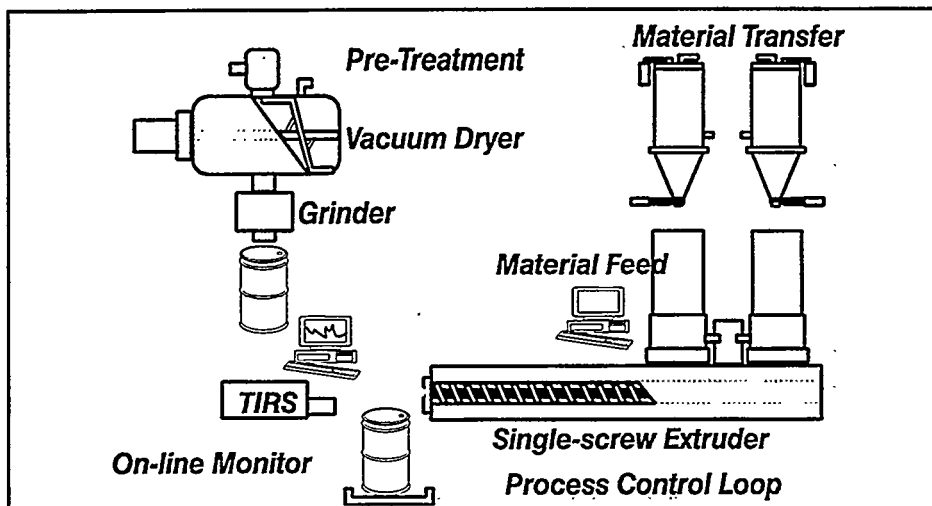 Pre-Treatment
Material Transfer
Vacuum Dryer
Grinder
Material Feed
TIRS
Single-screw Extruder
On-line Monitor
Process Control Loop